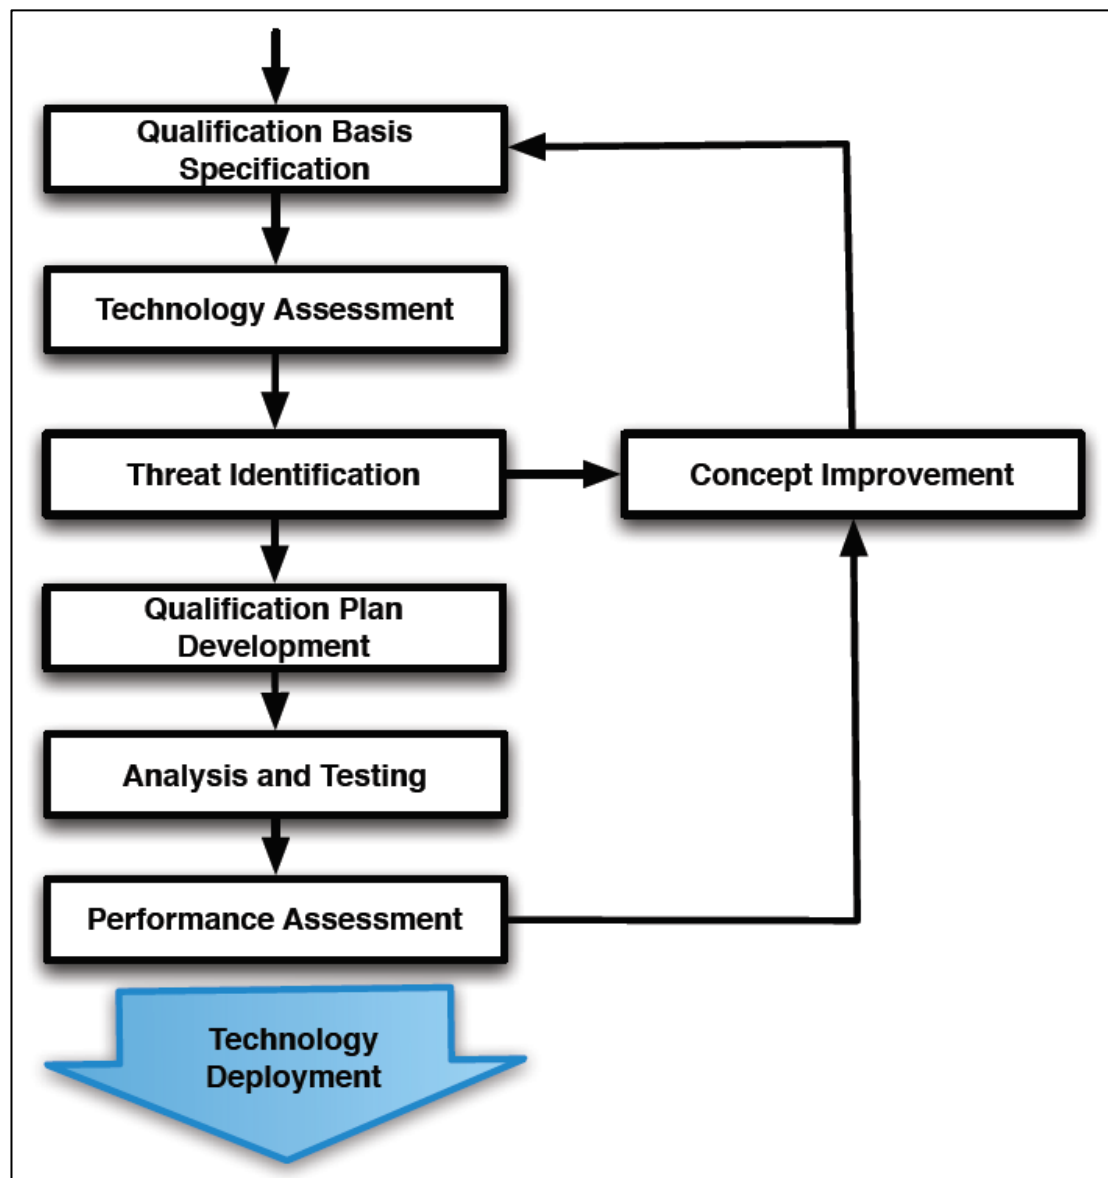 Qualification Basis
Specification
Technology Assessment
Threat Identification
Concept Improvement
Qualification Plan
Development
Analysis and Testing
Performance Assessment
Technology
Deployment